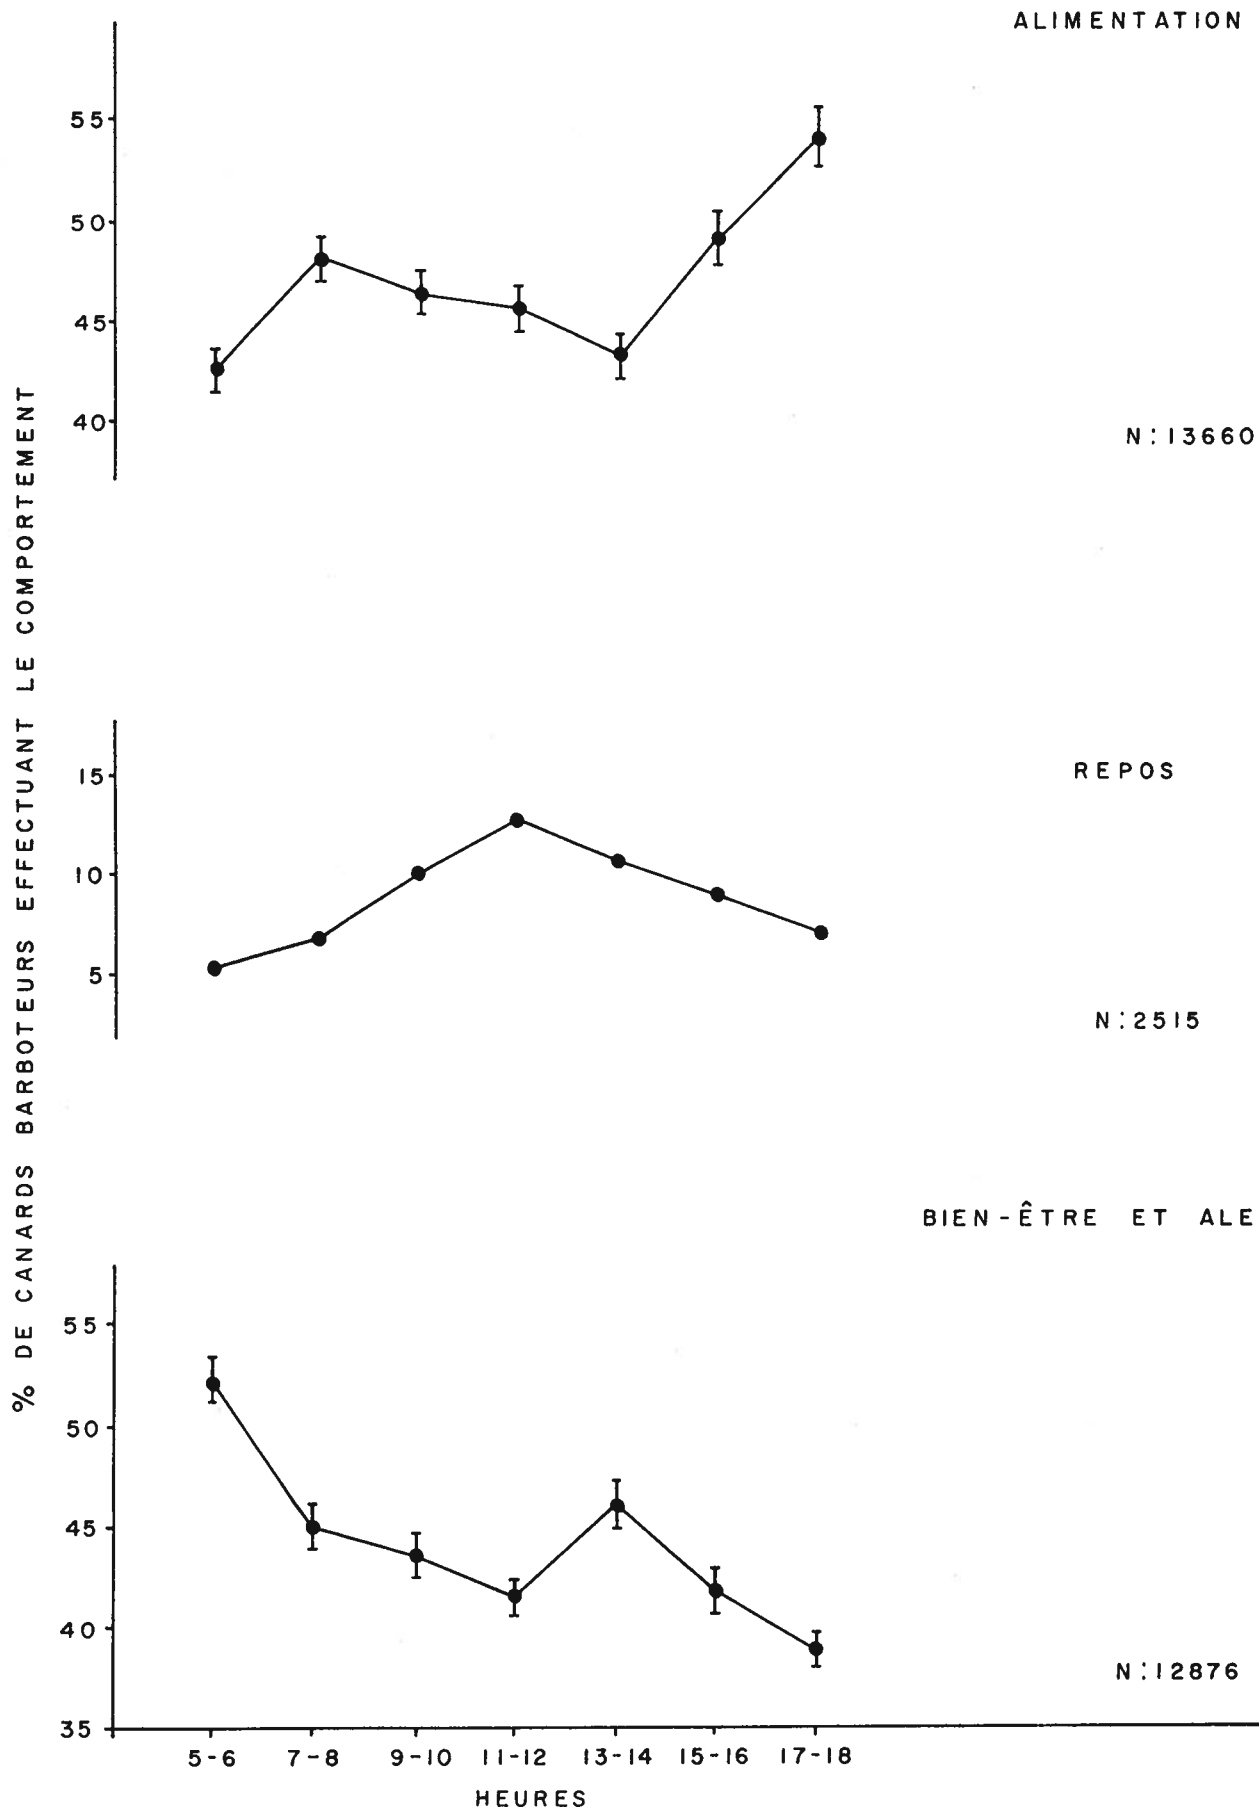 ALIMENTATION
55
50
45
40
N:13660
% DE CANARDS BARBOTEURS EFFECTUANT LE COMPORTEMENT
REPOS
15
10
5
N:2515
BIEN-ÊTRE ET ALE
55
50
45
40
35
N:12876
5-6 7-8 9-10 11-12 13-14 15-16 17-18
HEURES